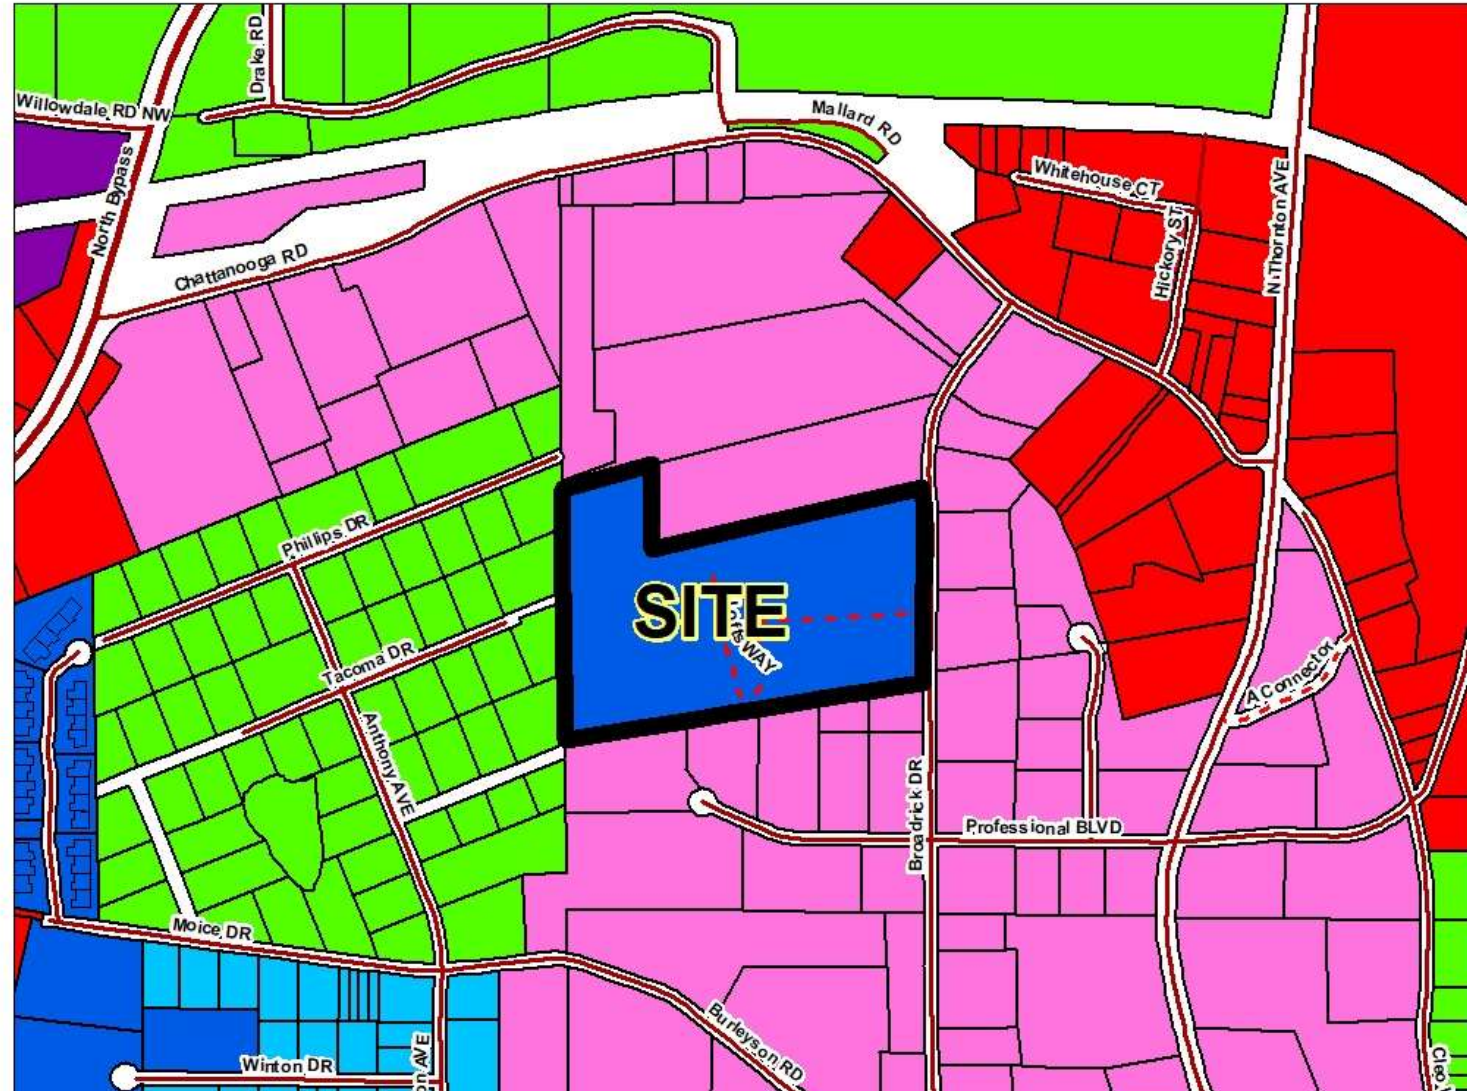 Drake RD
Willowdale RD NW
Mallard RD
North Bypass
Whitehouse CT
N Thornton AVE
Hickory ST
Chattanooga RD
Phillips DR
SITE
WAY
Tacoma DR
A Connector
Anthony AVE
Broadrick DR
Professional BLVD
Moice DR
Burleyson RD
Winton DR
on AVE